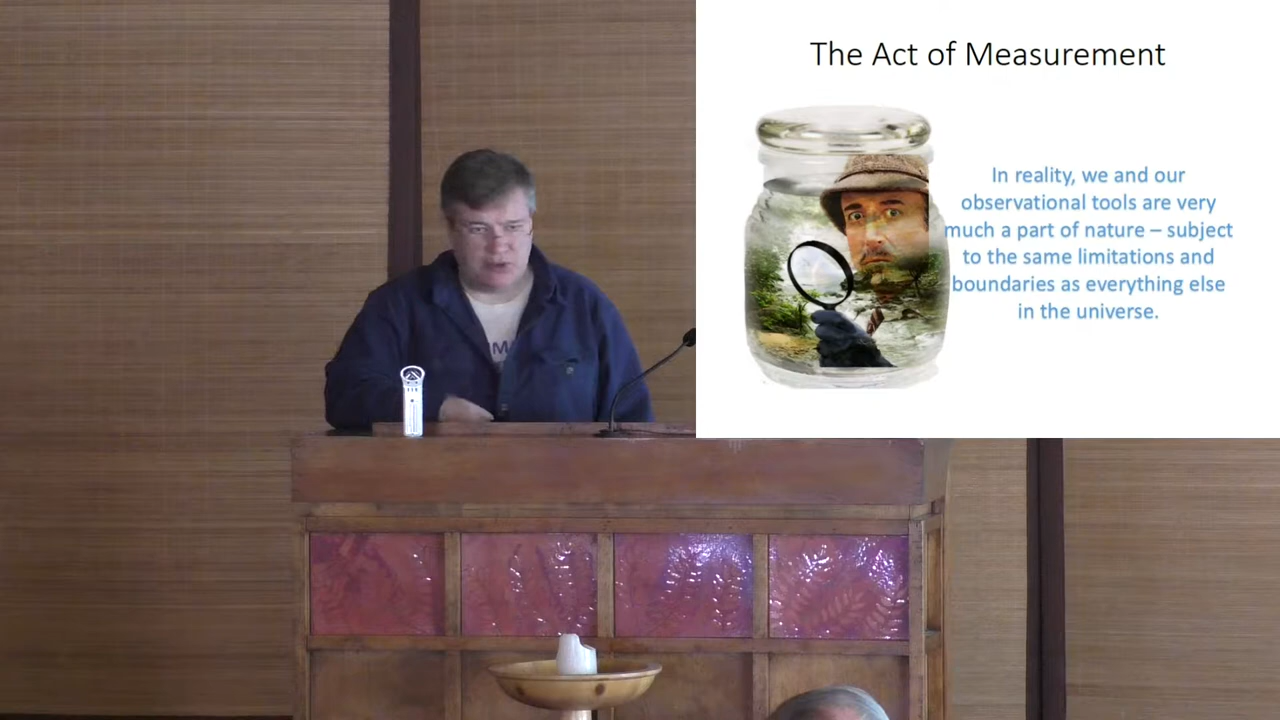 The Act of Measurement
In reality, we and our
observational tools are very
much a part of nature – subject
to the same limitations and
boundaries as everything else
in the universe.